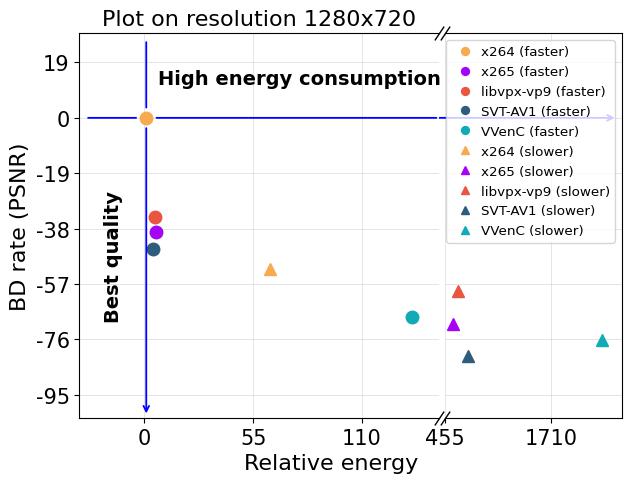 Plot on resolution 1280x720
19
0
-19
-38
-57
-76
-95
BD rate (PSNR)
High energy consumption
Best quality
x264 (faster)
x265 (faster)
libvpx-vp9 (faster)
SVT-AV1 (faster)
VVenC (faster)
x264 (slower)
x265 (slower)
libvpx-vp9 (slower)
SVT-AV1 (slower)
VVenC (slower)
0 55 110 455 1710
Relative energy